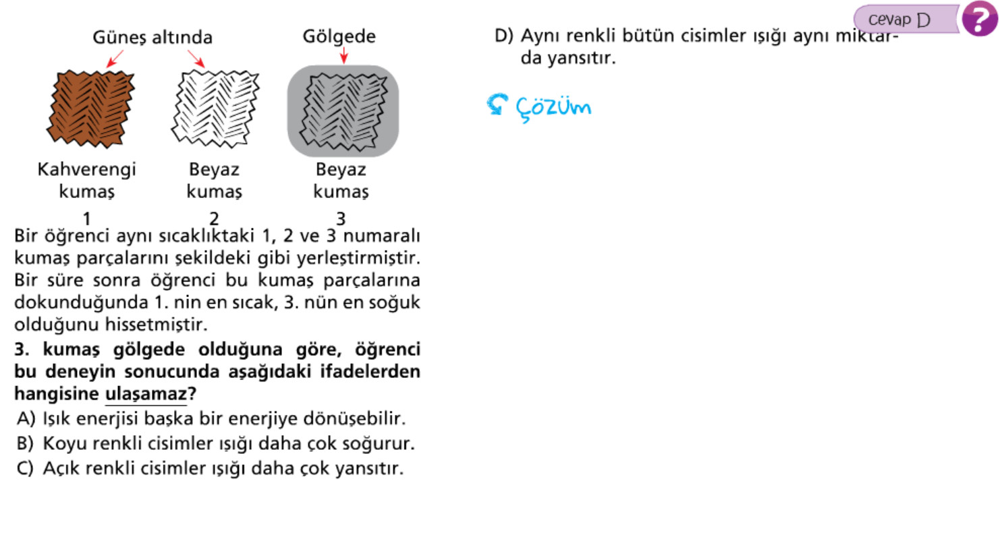 Güneş altında
Gölgede
Kahverengi
kumaş
1
Beyaz
kumaş
2
Beyaz
kumaş
3
Bir öğrenci aynı sıcaklıktaki 1, 2 ve 3 numaralı
kumaş parçalarını şekildeki gibi yerleştirmiştir.
Bir süre sonra öğrenci bu kumaş parçalarına
dokunduğunda 1. nin en sıcak, 3. nün en soğuk
olduğunu hissetmiştir.
3. kumaş gölgede olduğuna göre, öğrenci
bu deneyin sonucunda aşağıdaki ifadelerden
hangisine ulaşamaz?
A) Işık enerjisi başka bir enerjiye dönüşebilir.
B) Koyu renkli cisimler ışığı daha çok soğurur.
C) Açık renkli cisimler ışığı daha çok yansıtır.
cevap D
?
D) Aynı renkli bütün cisimler ışığı aynı miktar-
da yansıtır.
Çözüm